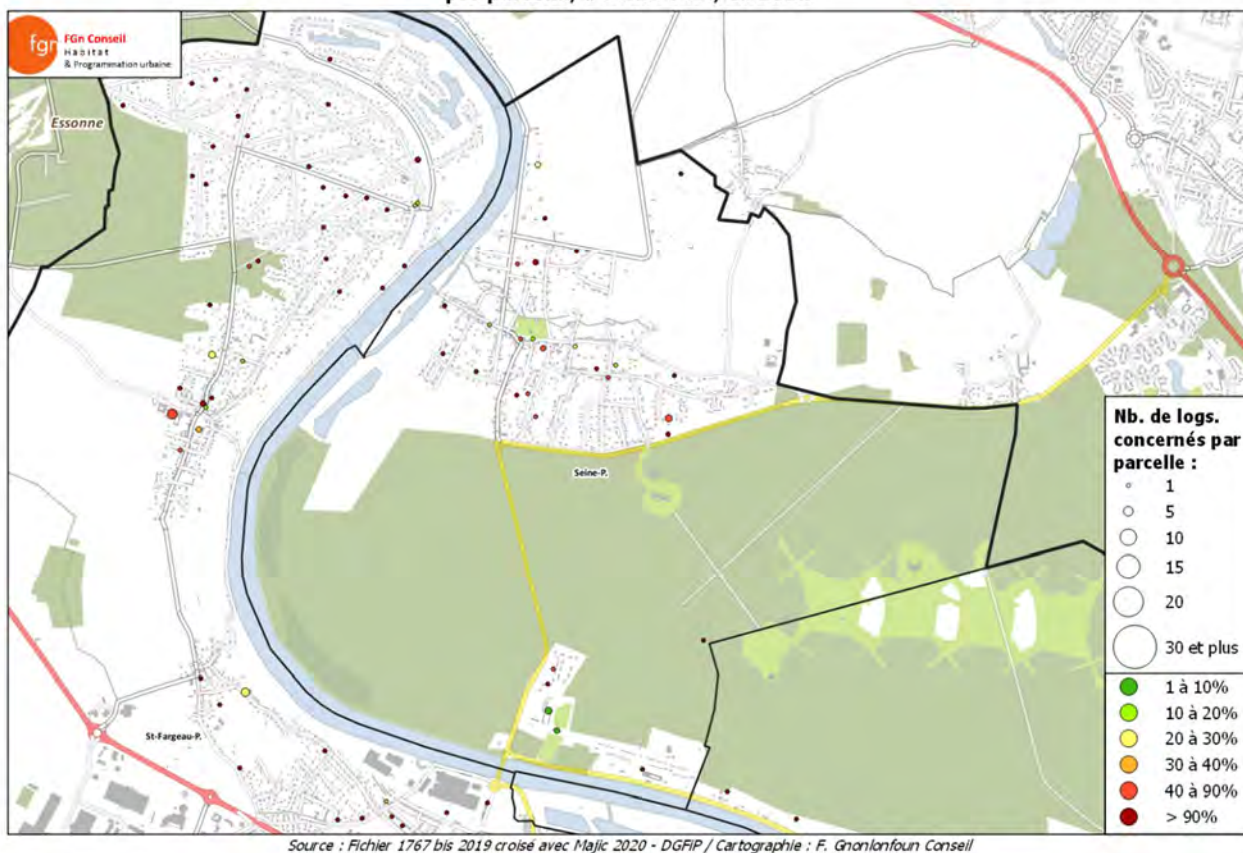 fgn
FGn Conseil
Habitat
& Programmation urbaine
Essonne
Seine-P.
St-Fargeau-P.
Nb. de logs.
concernés par
parcelle :
1
5
10
15
20
30 et plus
1 à 10%
10 à 20%
20 à 30%
30 à 40%
40 à 90%
> 90%
Source : Fichier 1767 bis 2019 croisé avec Majic 2020 - DGFiP / Cartographie : F. Gnonlonfoun Conseil